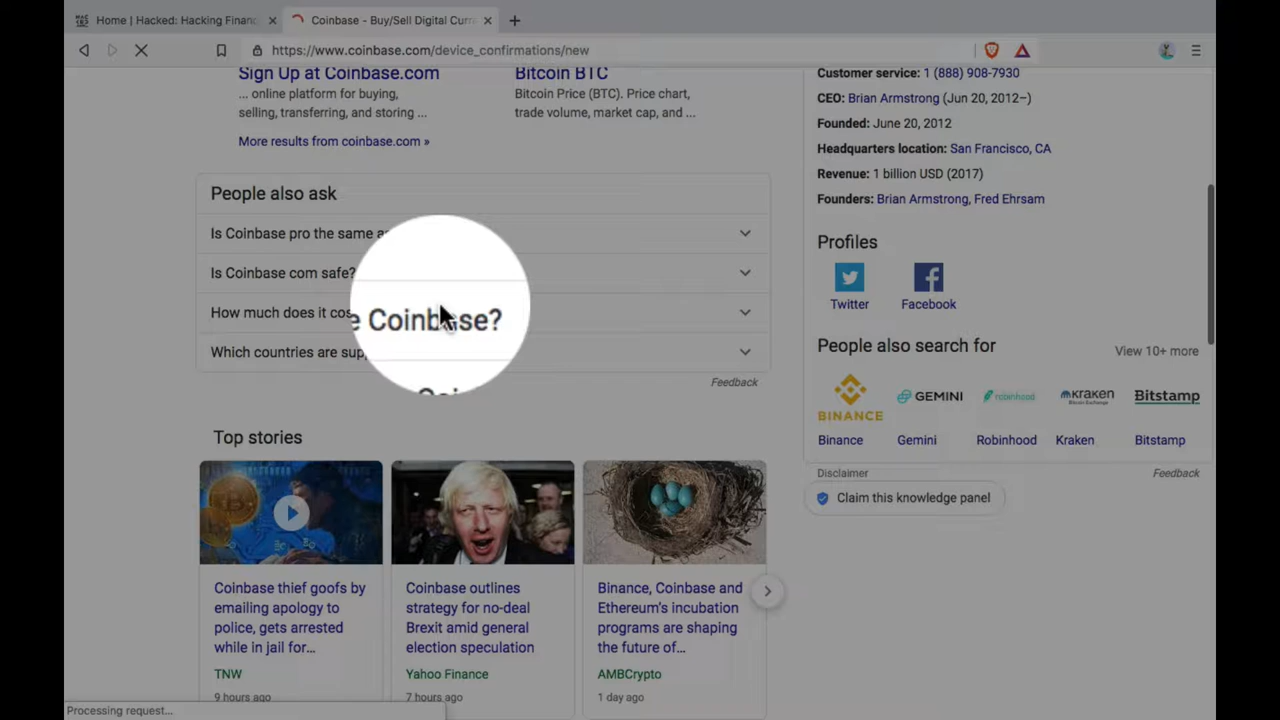 Home | Hacked: Hacking Financ
Coinbase - Buy/Sell Digital Curr
https://www.coinbase.com/device_confirmations/new
Sign Up at Coinbase.com
... online platform for buying,
selling, transferring, and storing ...
Bitcoin BTC
Bitcoin Price (BTC). Price chart,
trade volume, market cap, and ...
More results from coinbase.com »
People also ask
Is Coinbase pro the same a
Is Coinbase com safe?
How much does it cos
e Coinbase?
Which countries are sup
Feedback
Top stories
Coinbase thief goofs by
emailing apology to
police, gets arrested
while in jail for...
TNW
9 hours ago
Coinbase outlines
strategy for no-deal
Brexit amid general
election speculation
Yahoo Finance
7 hours ago
Binance, Coinbase and
Ethereum's incubation
programs are shaping
the future of...
AMBCrypto
1 day ago
Customer service: 1 (888) 908-7930
CEO: Brian Armstrong (Jun 20, 2012–)
Founded: June 20, 2012
Headquarters location: San Francisco, CA
Revenue: 1 billion USD (2017)
Founders: Brian Armstrong, Fred Ehrsam
Profiles
Twitter
Facebook
People also search for
View 10+ more
BINANCE
GEMINI
robinhood
kraken
Bitstamp
Binance
Gemini
Robinhood
Kraken
Bitstamp
Disclaimer
Feedback
Claim this knowledge panel
Processing request...